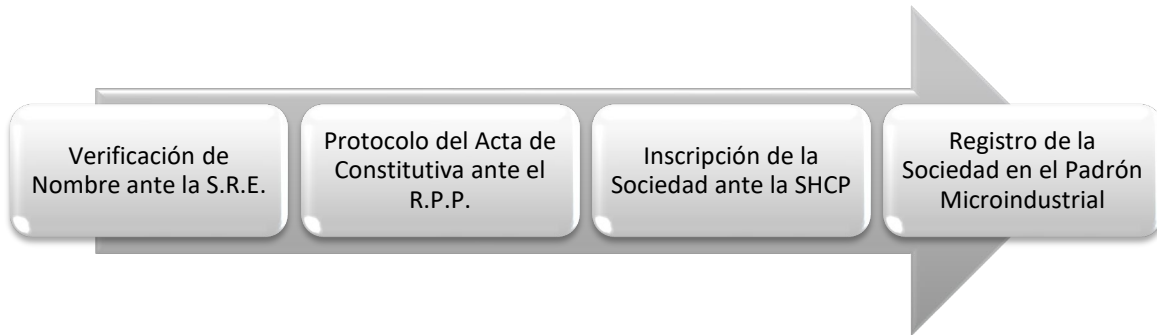 Verificación de
Nombre ante la S.R.E.
Protocolo del Acta de
Constitutiva ante el
R.P.P.
Inscripción de la
Sociedad ante la SHCP
Registro de la
Sociedad en el Padrón
Microindustrial